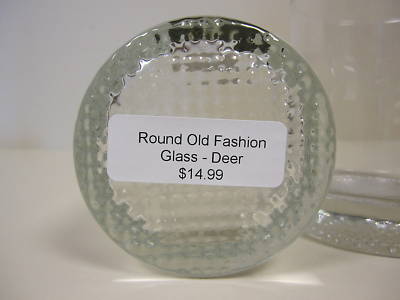 Round Old Fashion
Glass - Deer
$14.99